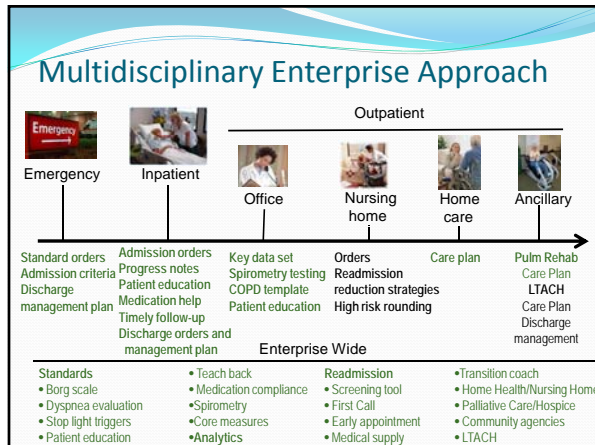 Multidisciplinary Enterprise Approach
Outpatient
Emergency
Emergency
Inpatient
Office
Nursing
home
Home
care
Ancillary
Standard orders
Admission criteria
Discharge
management plan
Admission orders
Progress notes
Patient education
Medication help
Timely follow-up
Discharge orders and
management plan
Key data set
Spirometry testing
COPD template
Patient education
Orders
Readmission
reduction strategies
High risk rounding
Care plan
Pulm Rehab
Care Plan
LTACH
Care Plan
Discharge
management
Enterprise Wide
Standards
• Borg scale
• Dyspnea evaluation
• Stop light triggers
• Patient education
• Teach back
• Medication compliance
•Spirometry
•Core measures
•Analytics
Readmission
• Screening tool
• First Call
• Early appointment
• Medical supply
•Transition coach
•Home Health/Nursing Home
•Palliative Care/Hospice
•Community agencies
•LTACH